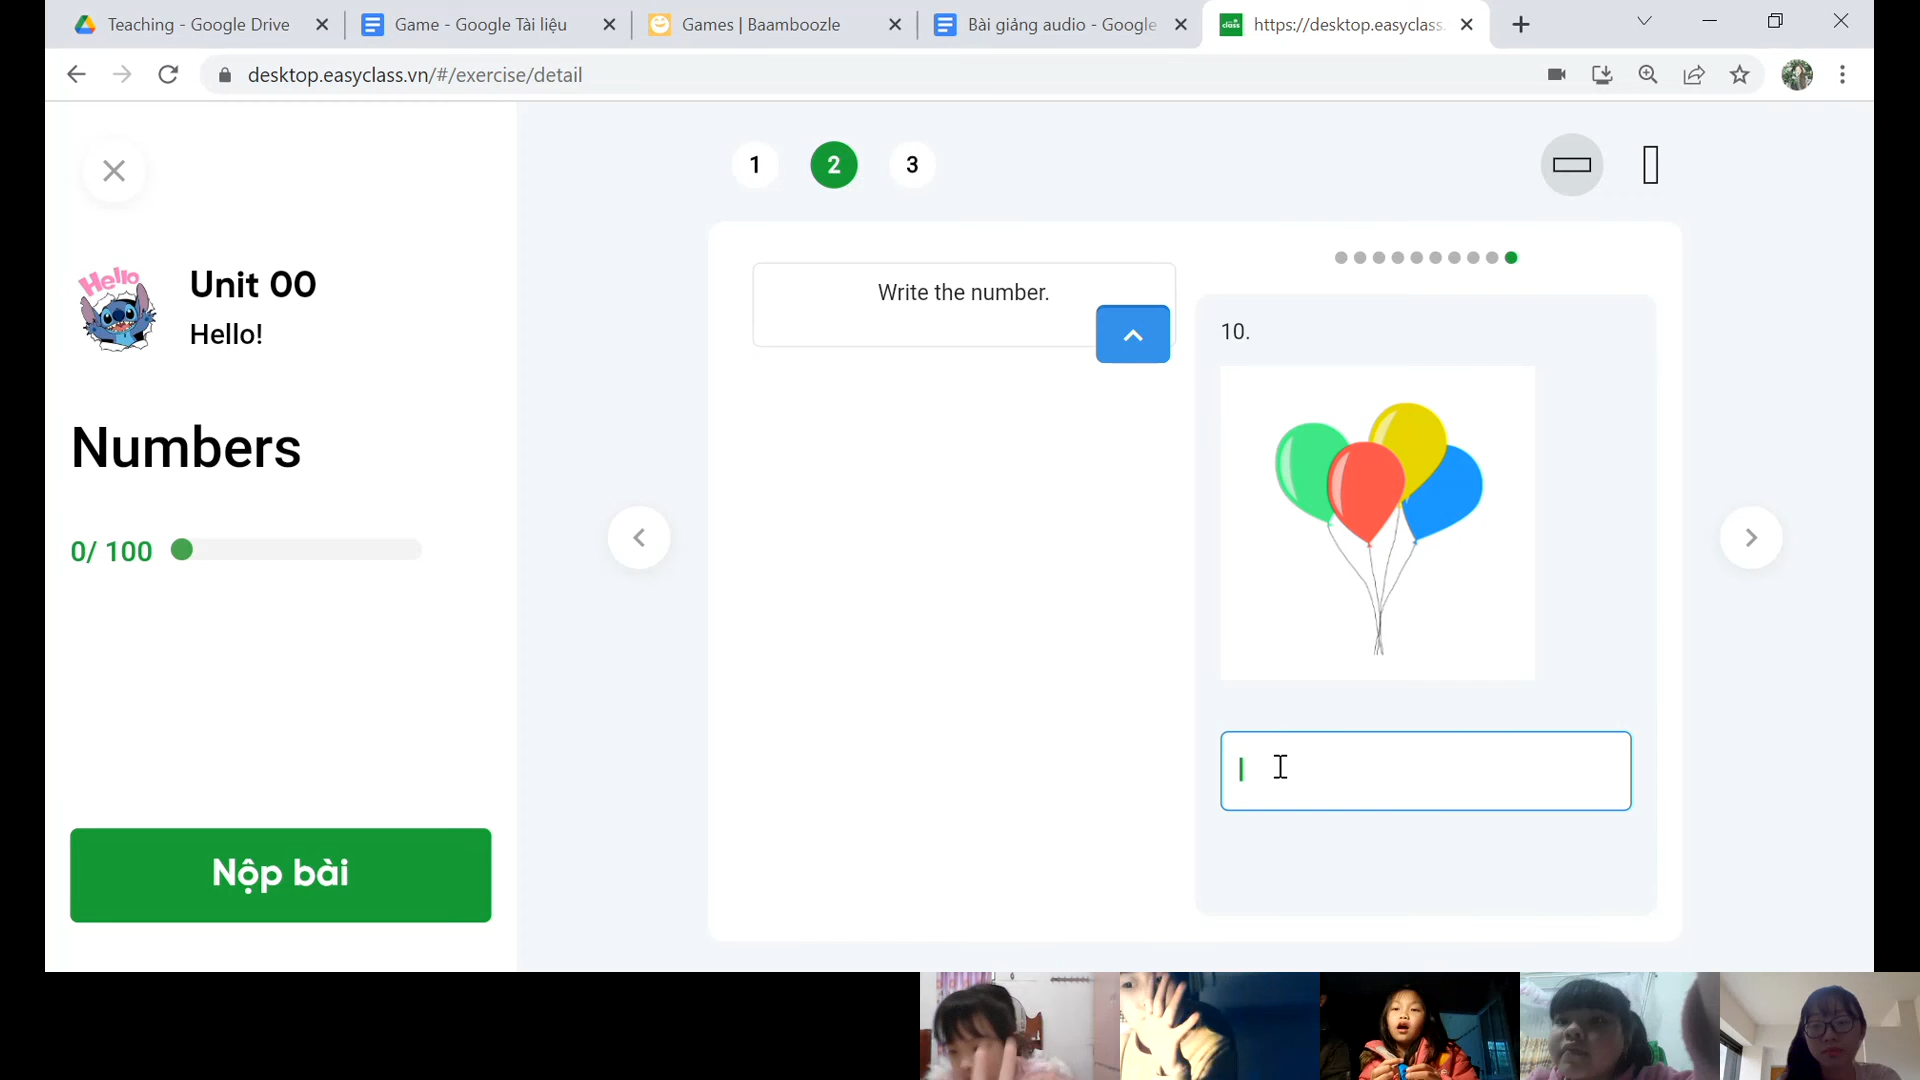 Teaching - Google Drive
Game - Google Tài liệu
Games | Baamboozle
Bài giảng audio - Google
https://desktop.easyclass.
desktop.easyclass.vn/#/exercise/detail
1
2
3
Hello
Unit 00
Hello!
Numbers
0/ 100
Nộp bài
Write the number.
10.